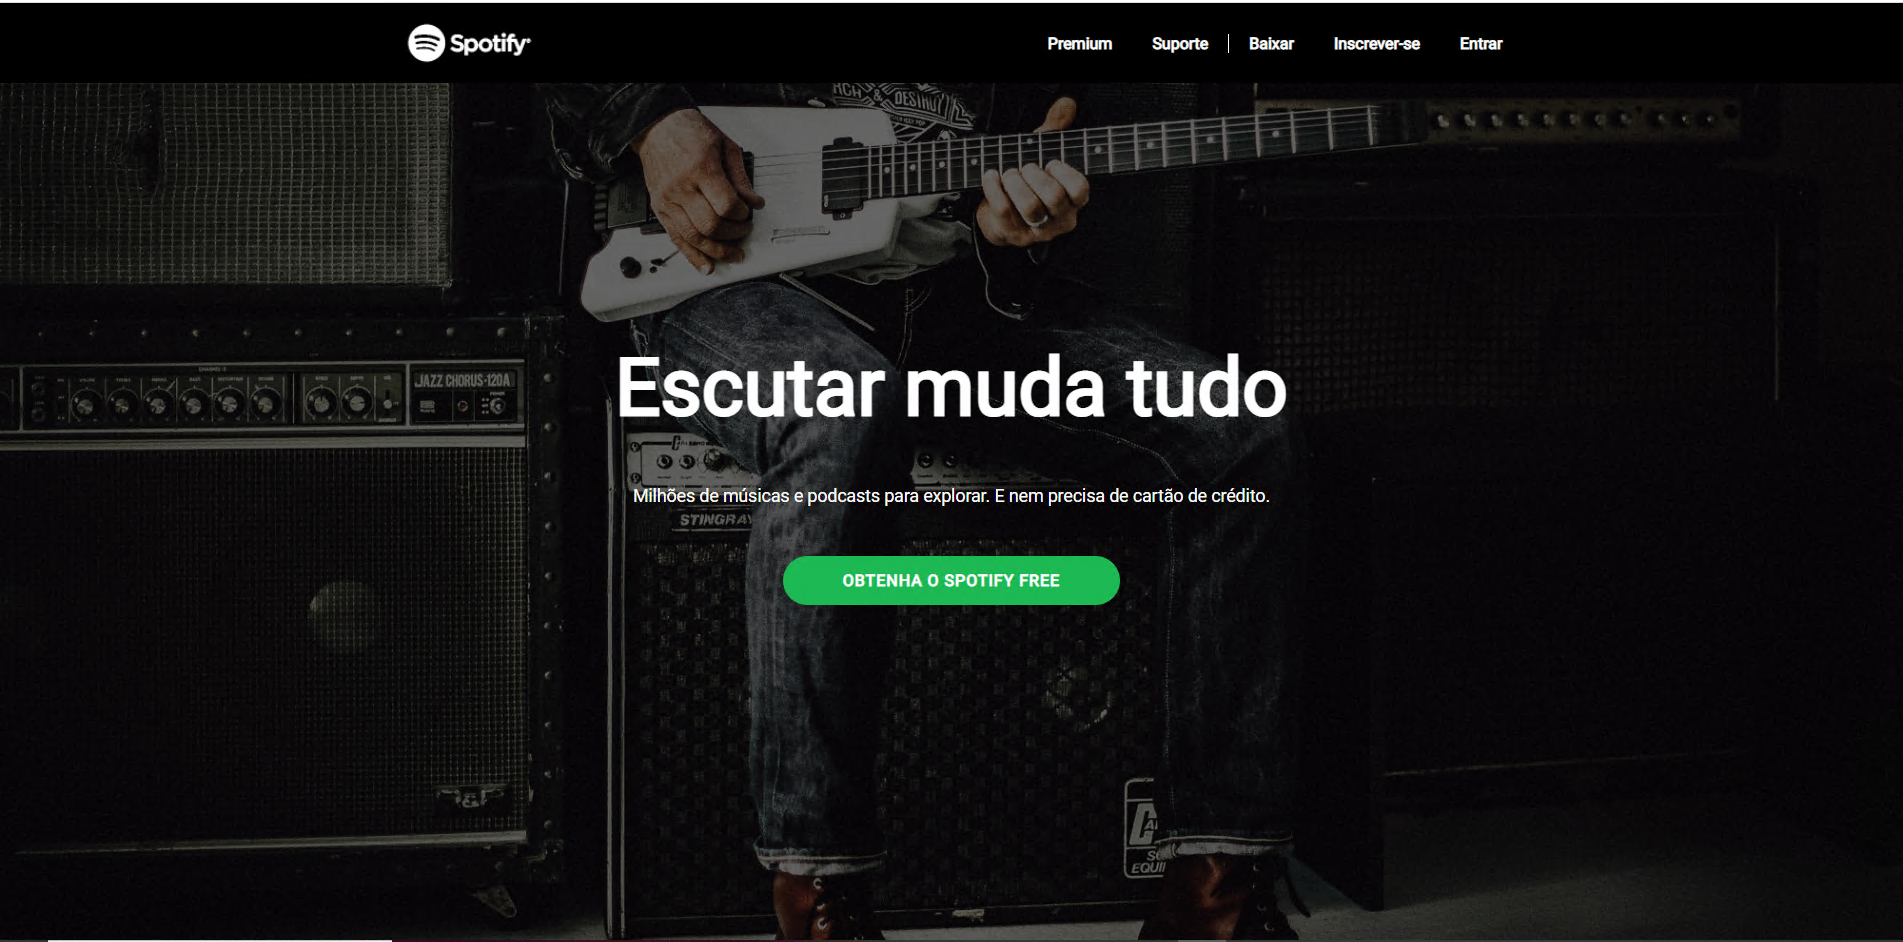 Spotify
Premium Suporte Baixar Inscrever-se Entrar
& DESTROY
JAZZ CHORUS-120A
Escutar muda tudo
Milhões de músicas e podcasts para explorar. E nem precisa de cartão de crédito.
STINGRAY
OBTENHA O SPOTIFY FREE